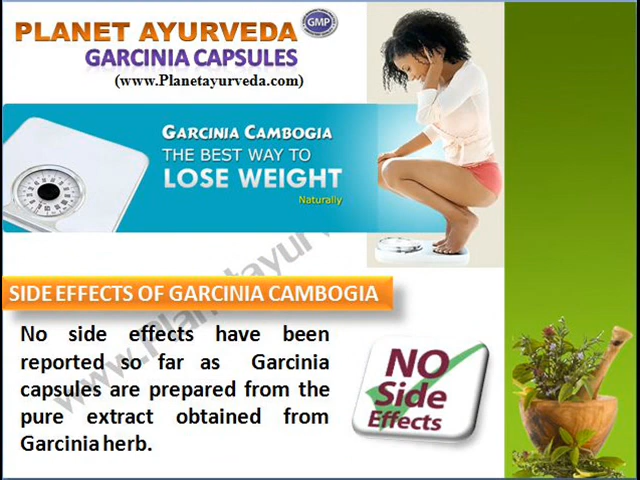 PLANET AYURVEDA
GMP
GARCINIA CAPSULES
(www.Planetayurveda.com)
GARCINIA CAMBOGIA
THE BEST WAY TO
LOSE WEIGHT
Naturally
SIDE EFFECTS OF GARCINIA CAMBOGIA
No side effects have been
reported so far as Garcinia
capsules are prepared from the
pure extract obtained from
Garcinia herb.
NO
Side
Effects